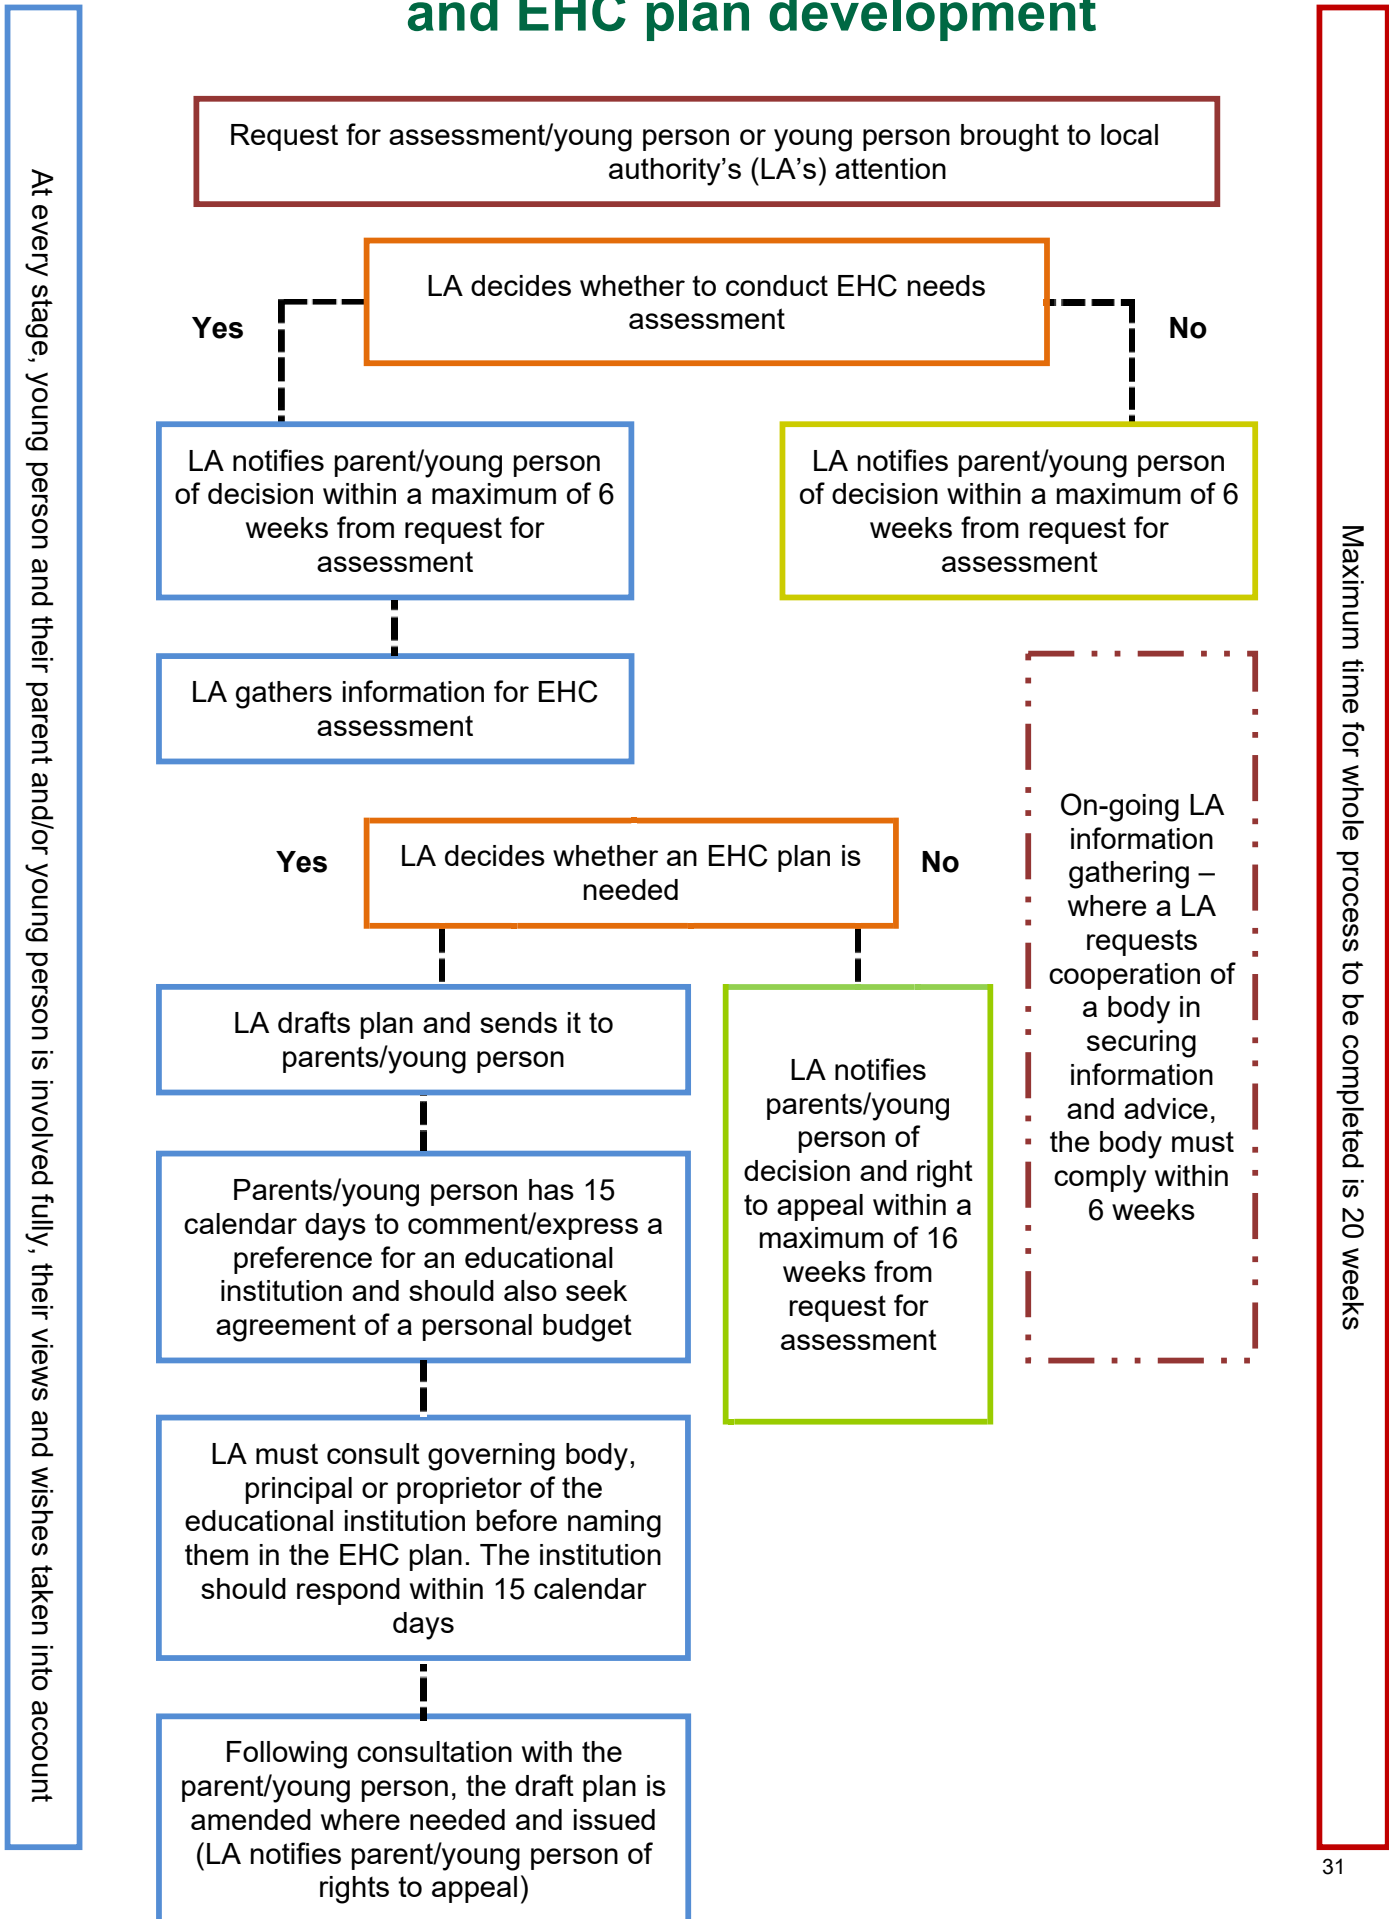 and EHC plan development
Request for assessment/young person or young person brought to local
authority's (LA's) attention
LA decides whether to conduct EHC needs
assessment
Yes
No
LA notifies parent/young person
of decision within a maximum of 6
weeks from request for
assessment
LA notifies parent/young person
of decision within a maximum of 6
weeks from request for
assessment
LA gathers information for EHC
assessment
Yes
LA decides whether an EHC plan is
needed
No
On-going LA
information
gathering –
where a LA
requests
cooperation of
a body in
securing
information
and advice,
the body must
comply within
6 weeks
LA drafts plan and sends it to
parents/young person
LA notifies
parents/young
person of
decision and right
to appeal within a
maximum of 16
weeks from
request for
assessment
Parents/young person has 15
calendar days to comment/express a
preference for an educational
institution and should also seek
agreement of a personal budget
LA must consult governing body,
principal or proprietor of the
educational institution before naming
them in the EHC plan. The institution
should respond within 15 calendar
days
Following consultation with the
parent/young person, the draft plan is
amended where needed and issued
(LA notifies parent/young person of
rights to appeal)
At every stage, young person and their parent and/or young person is involved fully, their views and wishes taken into account
Maximum time for whole process to be completed is 20 weeks
31